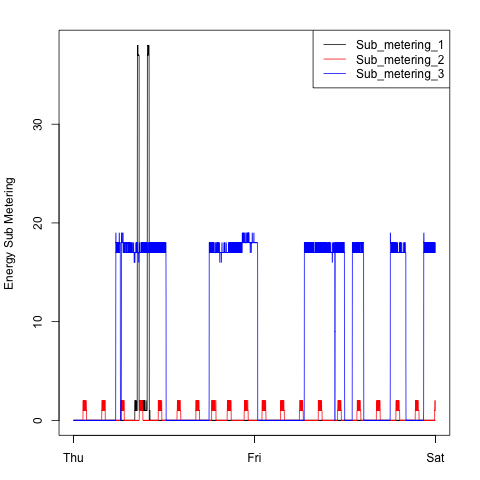 Sub_metering_1
Sub_metering_2
Sub_metering_3
Energy Sub Metering
30
20
10
0
Thu Fri Sat